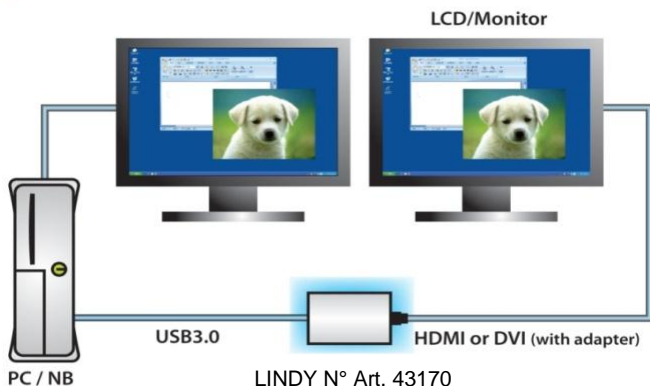 LCD/Monitor
USB3.0
HDMI or DVI (with adapter)
PC / NB
LINDY N° Art. 43170